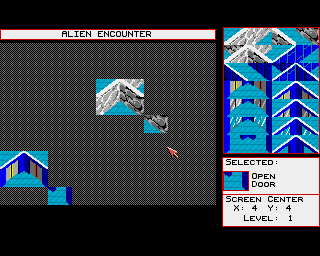 ALIEN ENCOUNTER
SELECTED:
OPEN
DOOR
SCREEN CENTER
X: 4 Y: 4
LEVEL: 1